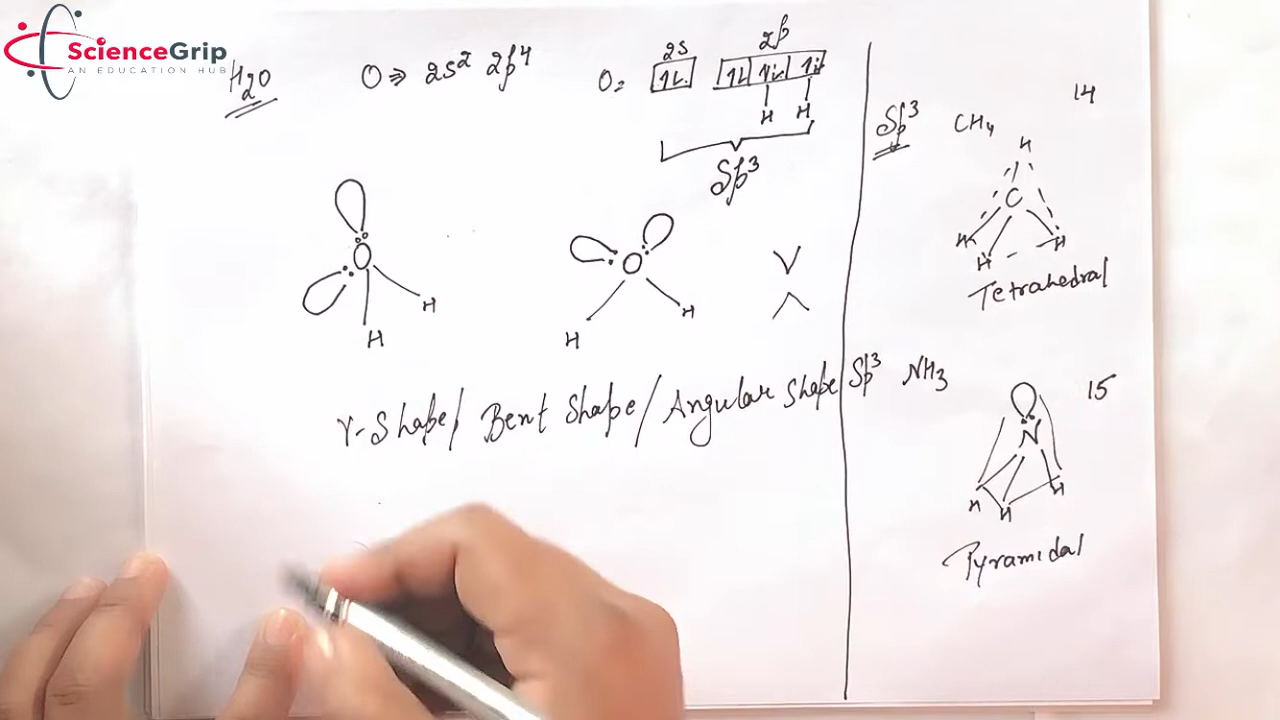 ScienceGrip
AN EDUCATION HUB
H2O
O ⇒ 2s² 2p⁴
2s 2p
O =
H H
Sp³
O
H
H
O
H
H
V-Shape/ Bent Shape/ Angular Shape
Sp³ CH4 14
H
C
H
H
H
Tetrahedral
Sp³ NH3 15
N
H
H
H
Pyramidal